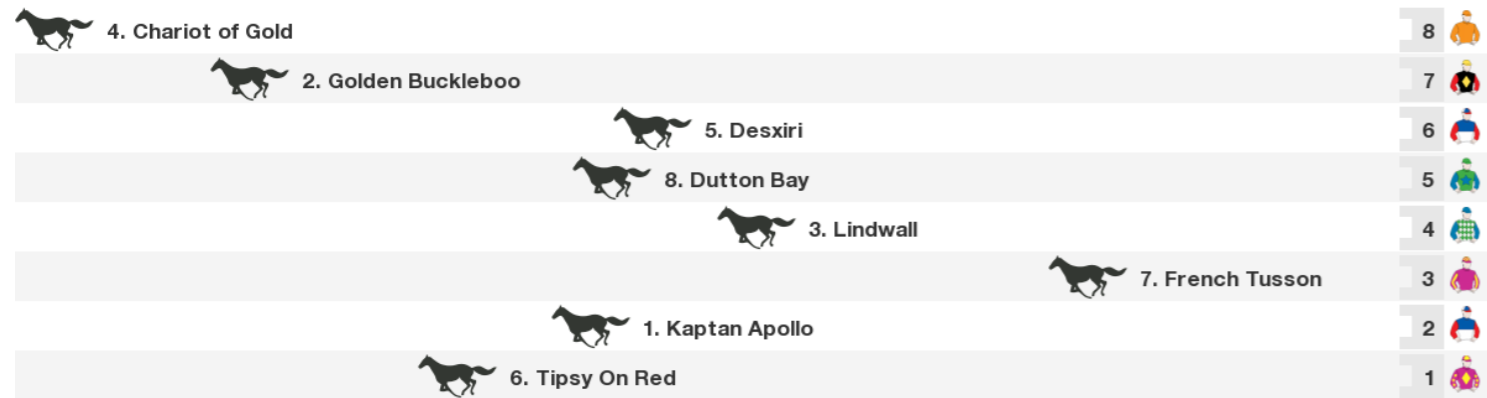 4. Chariot of Gold 8
2. Golden Buckleboo 7
5. Desxiri 6
8. Dutton Bay 5
3. Lindwall 4
7. French Tusson 3
1. Kaptan Apollo 2
6. Tipsy On Red 1